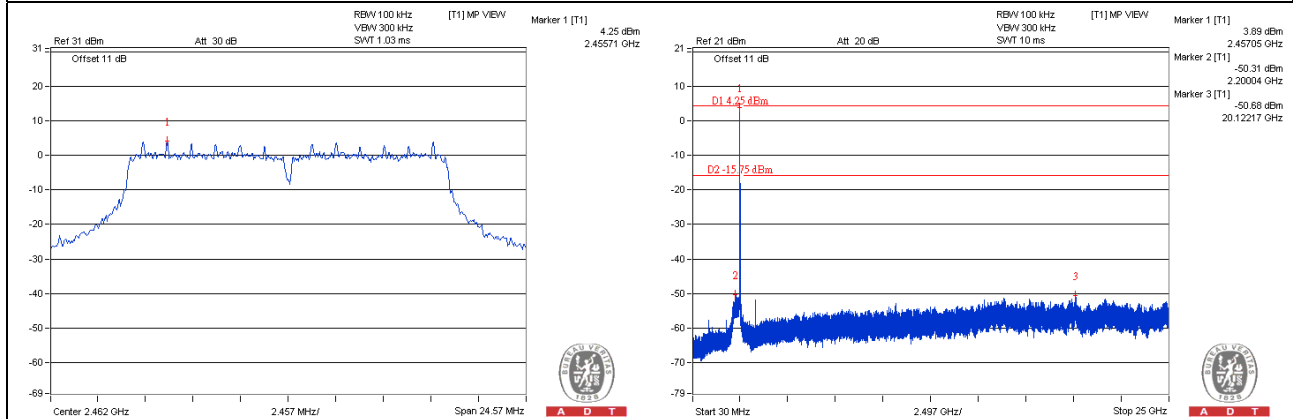 RBW 100 kHz [T1] MP VIEW
VBW 300 kHz
Ref 31 dBm Att 30 dB SWT 1.03 ms
Marker 1 [T1]
4.25 dBm
2.45571 GHz
31
Offset 11 dB
20
10
1
0
-10
-20
-30
-40
-50
-60
-69
Center 2.462 GHz 2.457 MHz/ Span 24.57 MHz
BUREAU VERITAS
1828
A D T
RBW 100 kHz [T1] MP VIEW
VBW 300 kHz
Ref 21 dBm Att 20 dB SWT 10 ms
Marker 1 [T1]
3.89 dBm
2.45705 GHz
Marker 2 [T1]
-50.31 dBm
2.20004 GHz
Marker 3 [T1]
-50.68 dBm
20.12217 GHz
21
Offset 11 dB
10
1
D1 4.25 dBm
0
-10
D2 -15.75 dBm
-20
-30
-40
2
3
-50
-60
-70
-79
Start 30 MHz 2.497 GHz/ Stop 25 GHz
BUREAU VERITAS
1828
A D T